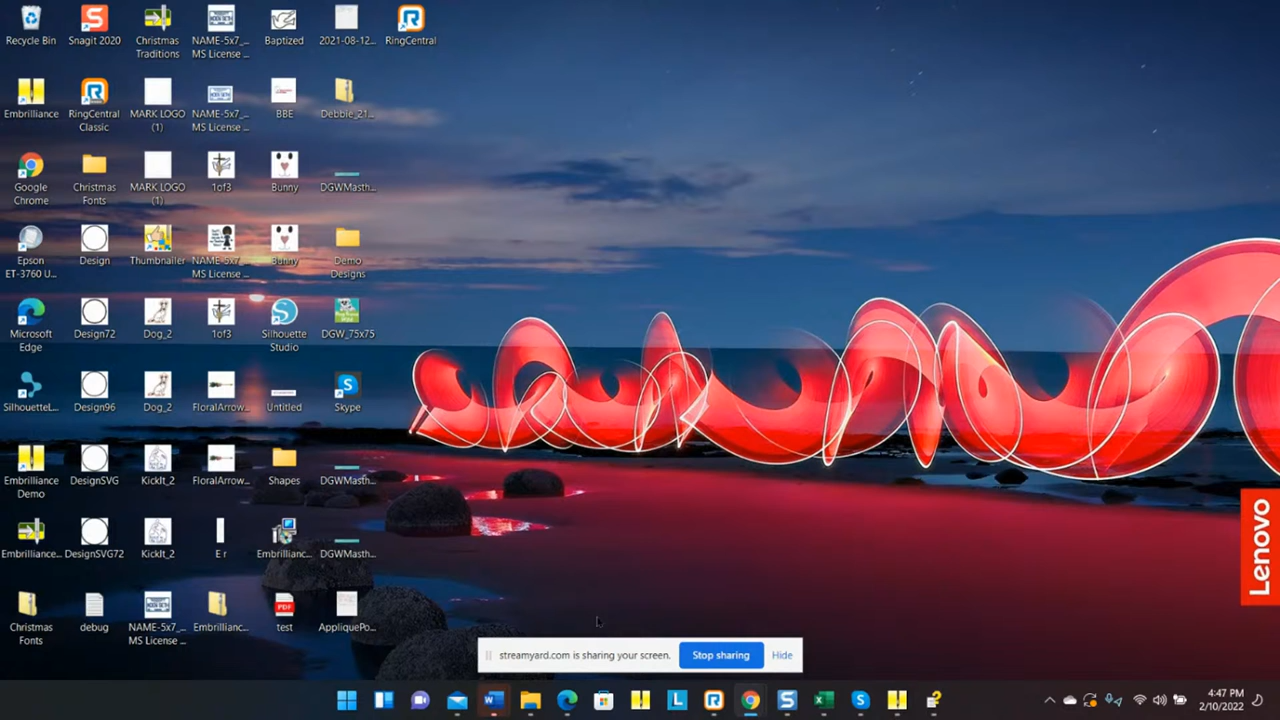 Recycle Bin
Snagit 2020
Christmas
Traditions
NAME-5x7_...
MS License ...
Baptized
2021-08-12...
RingCentral
Embrilliance
RingCentral
Classic
MARK LOGO
(1)
NAME-5x7_...
MS License ...
BBE
Debbie_21...
Google
Chrome
Christmas
Fonts
MARK LOGO
(1)
1of3
Bunny
DGWMasth...
Epson
ET-3760 U...
Design
Thumbnailer
NAME-5x7_...
MS License ...
Bunny
Demo
Designs
Microsoft
Edge
Design72
Dog_2
1of3
Silhouette
Studio
DGW_75x75
SilhouetteL...
Design96
Dog_2
FloralArrow...
Untitled
Skype
Embrilliance
Demo
DesignSVG
KickIt_2
FloralArrow...
Shapes
DGWMasth...
Embrilliance...
DesignSVG72
KickIt_2
E r
Embrillianc...
DGWMasth...
Christmas
Fonts
debug
NAME-5x7_...
MS License ...
Embrillianc...
PDF
test
AppliquePo...
Lenovo
streamyard.com is sharing your screen.
Stop sharing
Hide
4:47 PM
2/10/2022